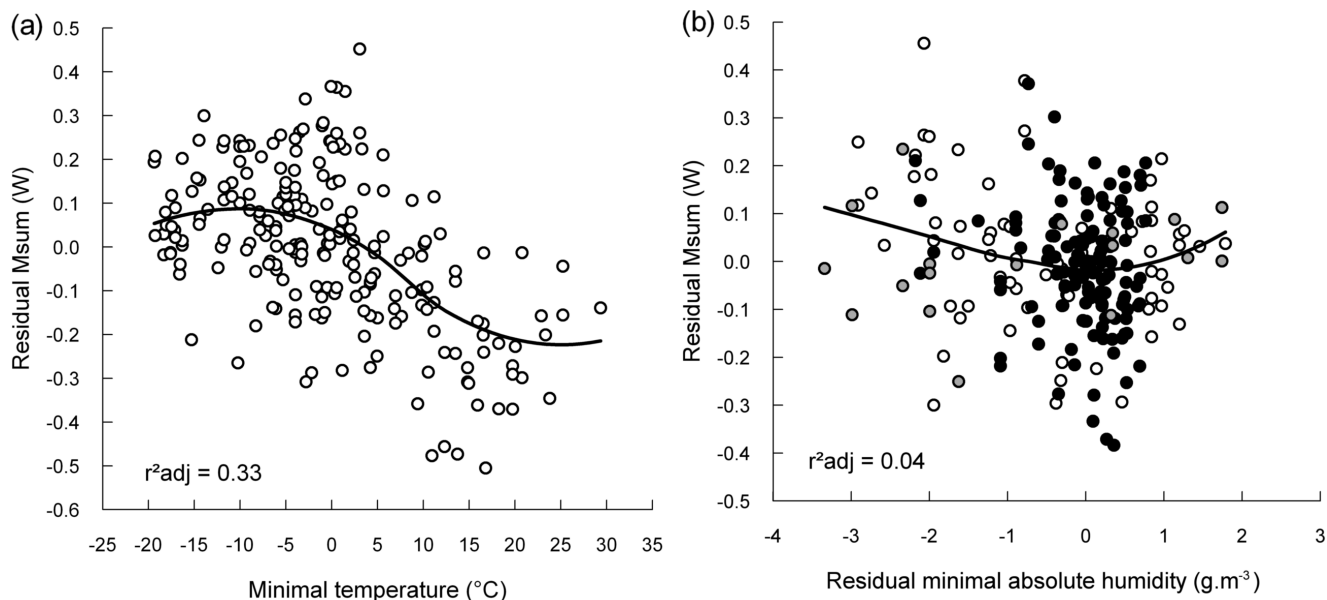 (a)
0.5
0.4
0.3
0.2
0.1
0.0
-0.1
-0.2
-0.3
-0.4
-0.5
-0.6
Residual Msum (W)
r²adj = 0.33
-25 -20 -15 -10 -5 0 5 10 15 20 25 30 35
Minimal temperature (°C)
(b)
0.5
0.4
0.3
0.2
0.1
0.0
-0.1
-0.2
-0.3
-0.4
-0.5
Residual Msum (W)
r²adj = 0.04
-4 -3 -2 -1 0 1 2 3
Residual minimal absolute humidity (g.m⁻³)